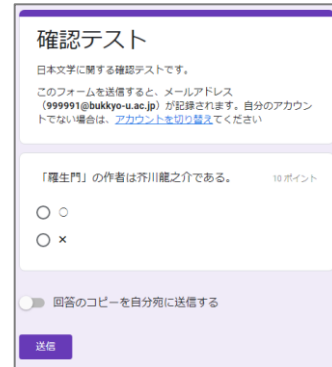 確認テスト
日本文学に関する確認テストです。
このフォームを送信すると、メールアドレス
（999991@bukkyo-u.ac.jp）が記録されます。自分のアカウン
トでない場合は、アカウントを切り替えてください
「羅生門」の作者は芥川龍之介である。 10 ポイント
○
×
回答のコピーを自分宛に送信する
送信